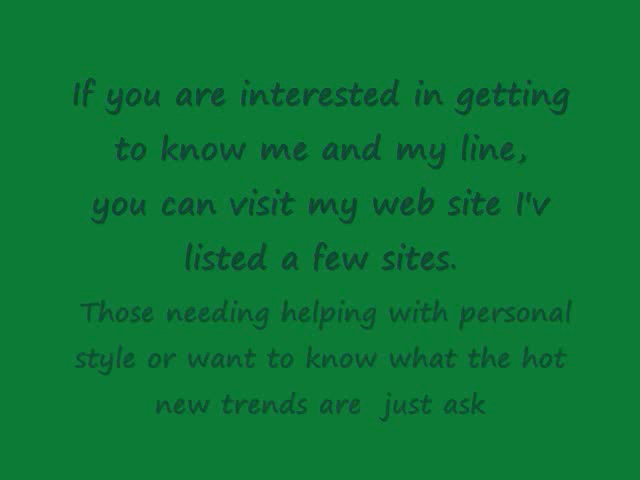 If you are interested in getting
to know me and my line,
you can visit my web site I'v
listed a few sites.
Those needing helping with personal
style or want to know what the hot
new trends are  just ask